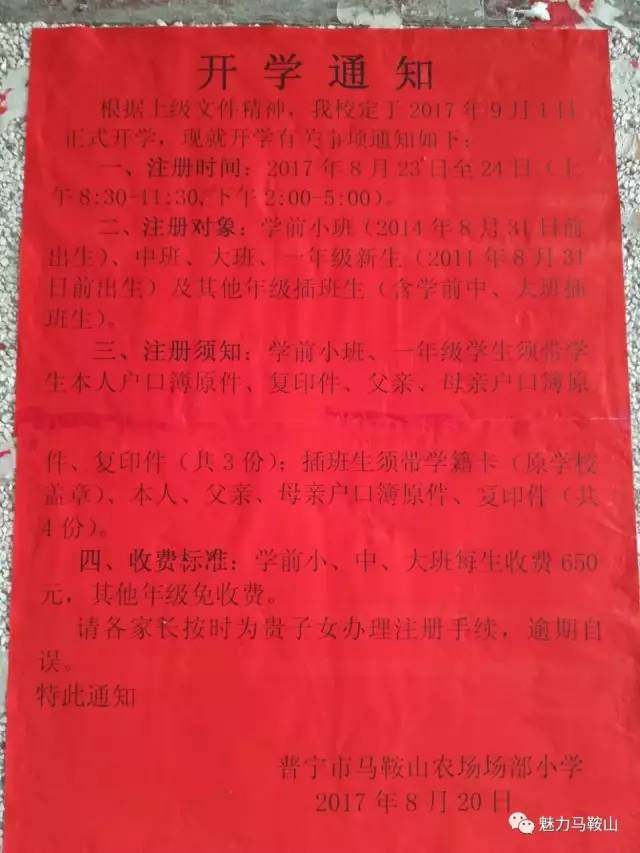 开学通知
根据上级文件精神，我校定于2017年9月1日
正式开学，现就开学有关事项通知如下：
一、注册时间：2017年8月23日至24日（上
午8:30-11:30,下午2:00-5:00)。
二、注册对象：学前小班（2014年8月31日前
出生）、中班、大班、一年级新生（2011年8月31
日前出生）及其他年级插班生（含学前中、大班插
班生）。
三、注册须知：学前小班、一年级学生须带学
生本人户口簿原件、复印件、父亲、母亲户口簿原
件、复印件（共3份）；插班生须带学籍卡（原学校
盖章）、本人、父亲、母亲户口簿原件、复印件（共
4份）。
四、收费标准：学前小、中、大班每生收费650
元，其他年级免收费。
请各家长按时为贵子女办理注册手续，逾期自
误。
特此通知
普宁市马鞍山农场场部小学
2017年8月20日
魅力马鞍山